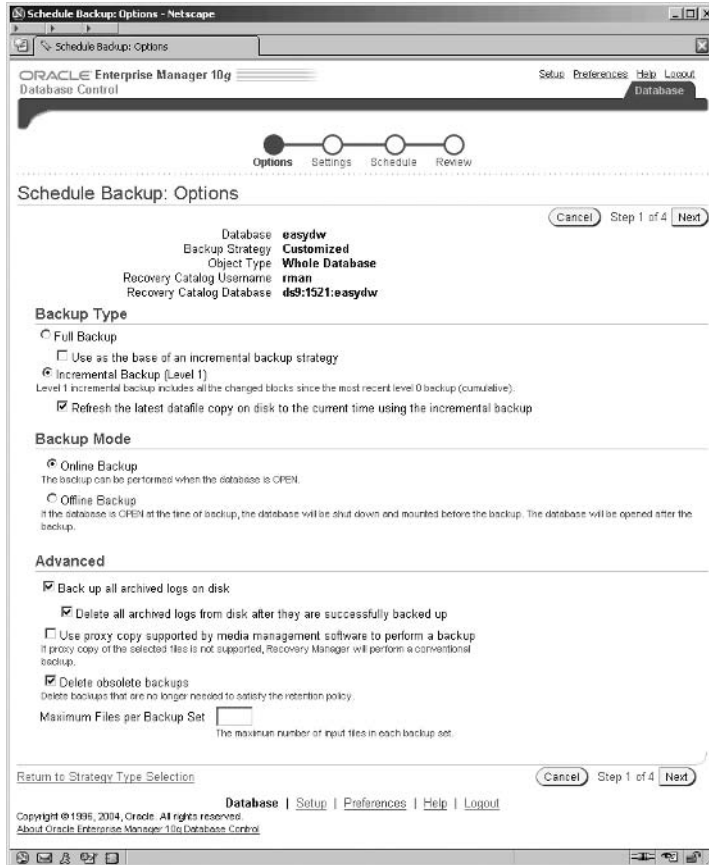 Schedule Backup: Options - Netscape
Schedule Backup: Options
ORACLE Enterprise Manager 10g
Database Control
Setup Preferences Help Logout
Database
Options Settings Schedule Review
Schedule Backup: Options
Cancel Step 1 of 4 Next
Database easydw
Backup Strategy Customized
Object Type Whole Database
Recovery Catalog Username rman
Recovery Catalog Database ds9:1521:easydw
Backup Type
Full Backup
Use as the base of an incremental backup strategy
Incremental Backup (Level 1)
Level 1 incremental backup includes all the changed blocks since the most recent level 0 backup (cumulative).
Refresh the latest datafile copy on disk to the current time using the incremental backup
Backup Mode
Online Backup
The backup can be performed when the database is OPEN.
Offline Backup
If the database is OPEN at the time of backup, the database will be shut down and mounted before the backup. The database will be opened after the
backup.
Advanced
Back up all archived logs on disk
Delete all archived logs from disk after they are successfully backed up
Use proxy copy supported by media management software to perform a backup
If proxy copy of the selected files is not supported, Recovery Manager will perform a conventional
backup.
Delete obsolete backups
Delete backups that are no longer needed to satisfy the retention policy.
Maximum Files per Backup Set
The maximum number of input files in each backup set.
Return to Strategy Type Selection
Cancel Step 1 of 4 Next
Database | Setup | Preferences | Help | Logout
Copyright © 1996, 2004, Oracle. All rights reserved.
About Oracle Enterprise Manager 10g Database Control